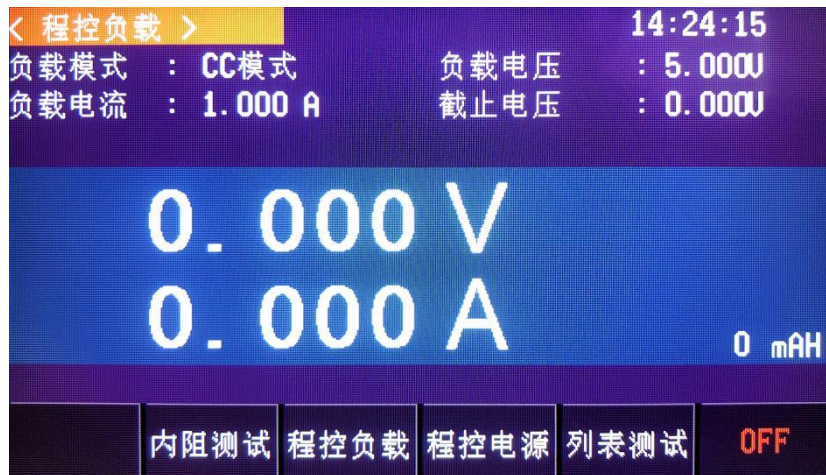 < 程控负载 > 14:24:15
负载模式 : CC模式 负载电压 : 5.000V
负载电流 : 1.000 A 截止电压 : 0.000V
0.000 V
0.000 A
0 mAH
内阻测试 程控负载 程控电源 列表测试 OFF